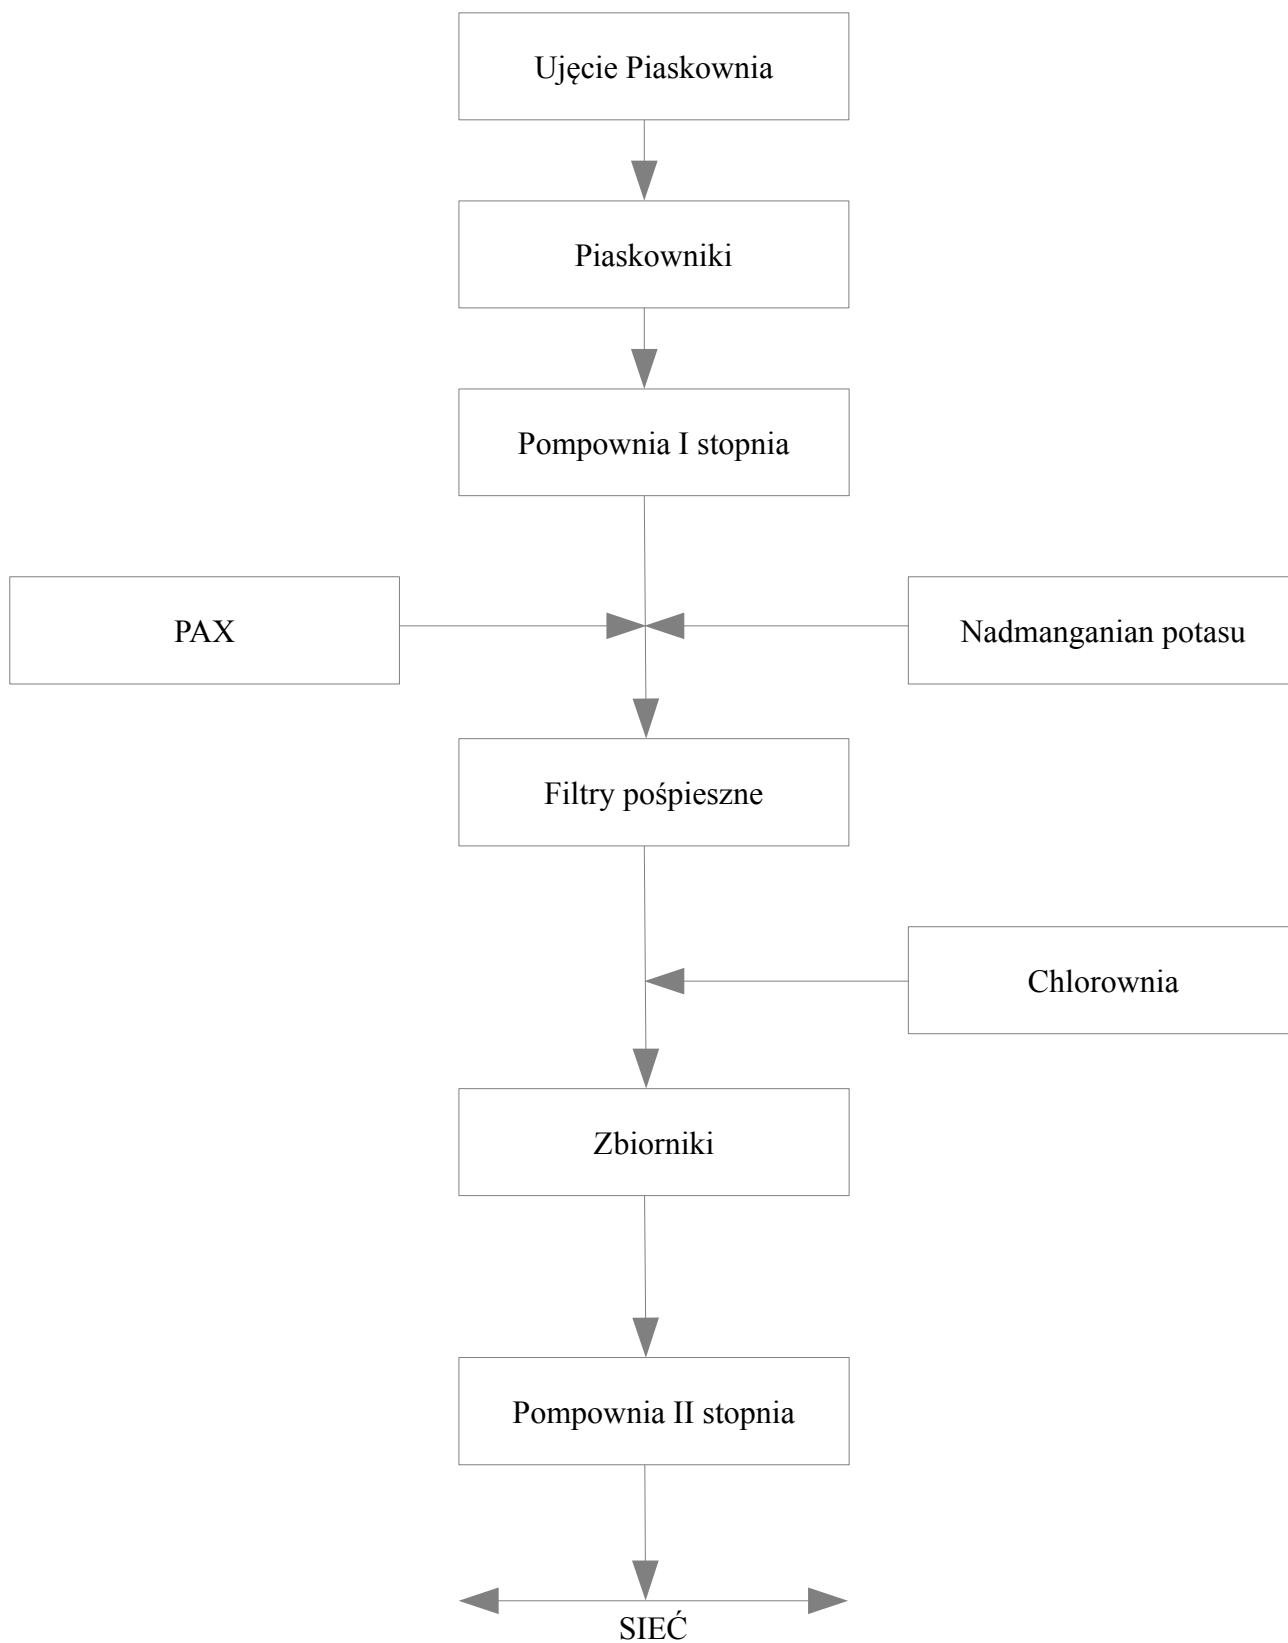 Ujęcie Piaskownia
Piaskowniki
Pompownia I stopnia
PAX
Nadmanganian potasu
Filtry pośpieszne
Chlorownia
Zbiorniki
Pompownia II stopnia
SIEĆ